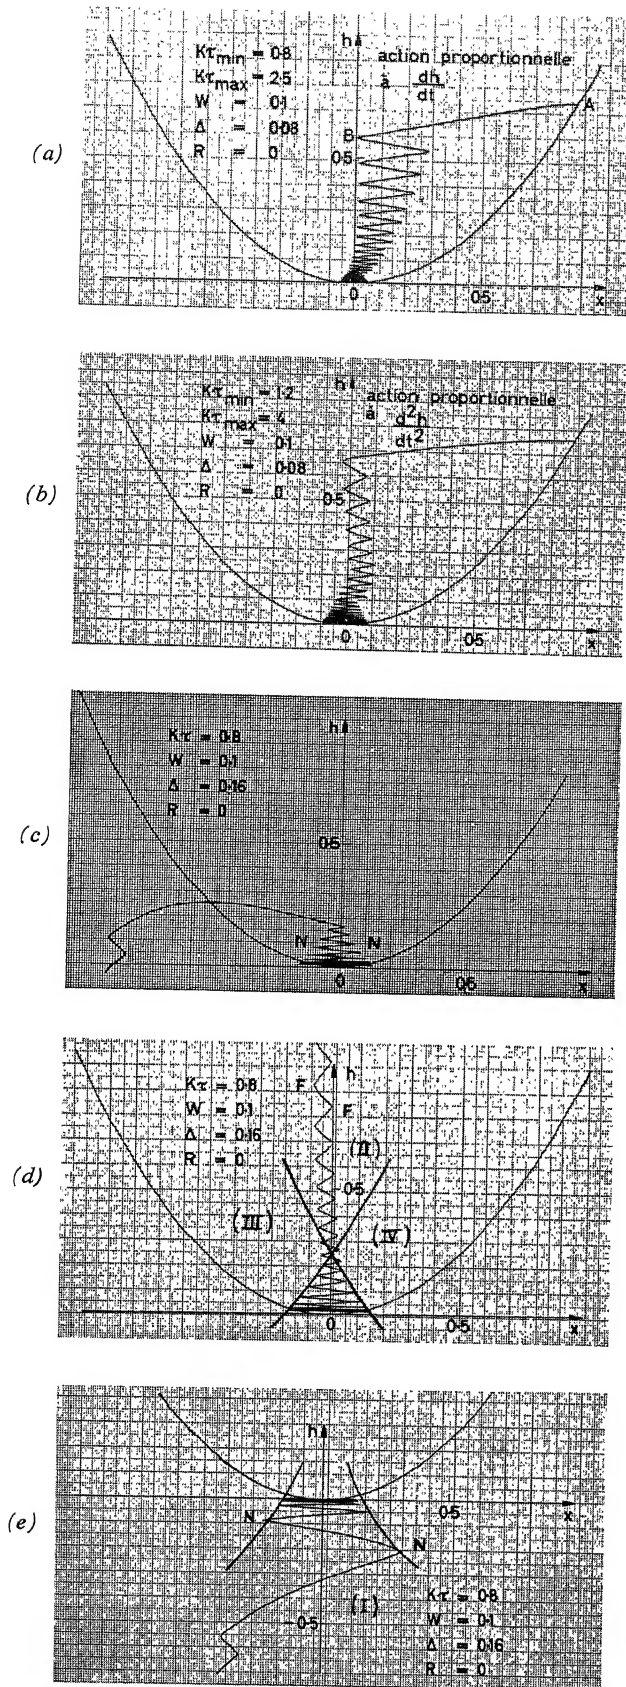 (a)
Kτmin = 0.8
Kτmax = 2.5
W = 0.1
Δ = 0.08
R = 0
h
action proportionnelle
à dh/dt
A
B
0.5
0
0.5
x
(b)
Kτmin = 1.2
Kτmax = 4
W = 0.1
Δ = 0.08
R = 0
h
action proportionnelle
à d²h/dt²
0.5
0
0.5
x
(c)
Kτ = 0.8
W = 0.1
Δ = 0.16
R = 0
h
0.5
N
N
0
0.5
x
(d)
Kτ = 0.8
W = 0.1
Δ = 0.16
R = 0
F
h
F
(II)
0.5
(III)
(IV)
0
0.5
x
(e)
h
0.5
x
N
N
(I)
-0.5
Kτ = 0.8
W = 0.1
Δ = 0.16
R = 0